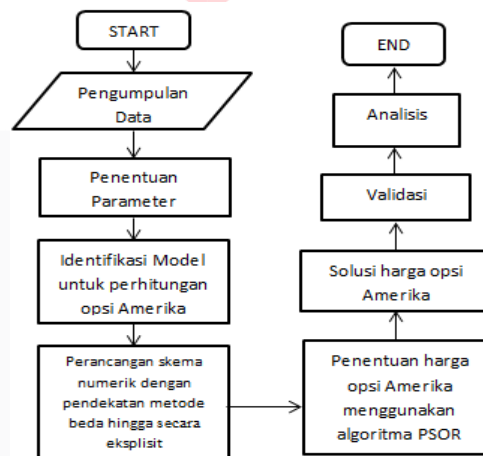 START
Pengumpulan
Data
Penentuan
Parameter
Identifikasi Model
untuk perhitungan
opsi Amerika
Perancangan skema
numerik dengan
pendekatan metode
beda hingga secara
eksplisit
Penentuan harga
opsi Amerika
menggunakan
algoritma PSOR
Solusi harga opsi
Amerika
Validasi
Analisis
END